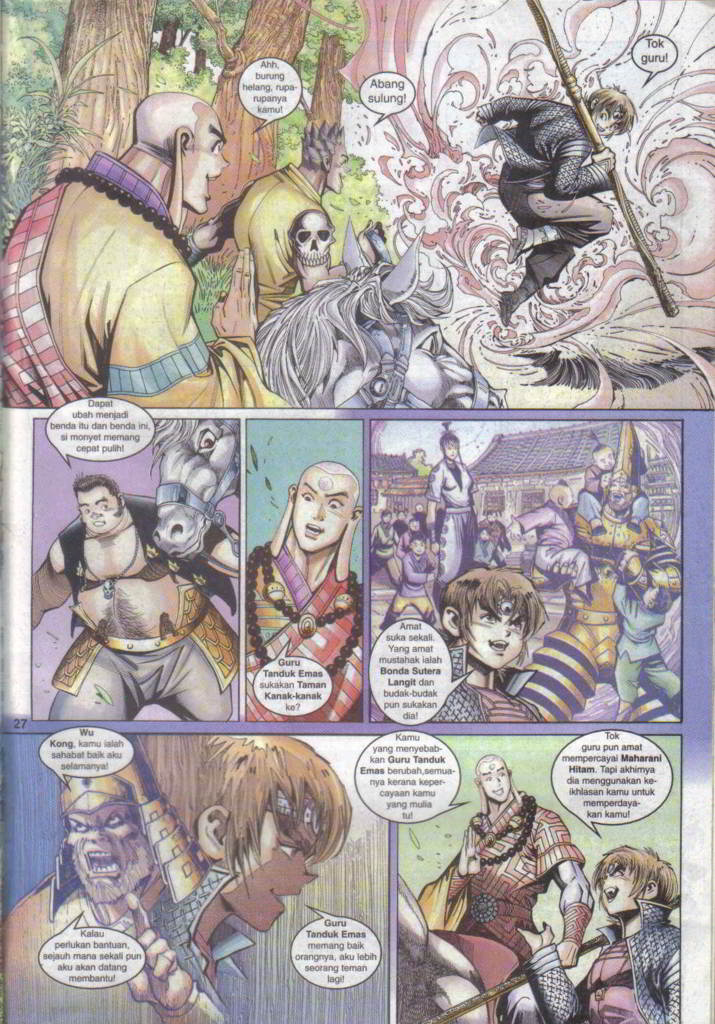 Ahh,
burung
helang, rupa-
rupanya
kamu!
Abang
sulung!
Tok
guru!
Dapat
ubah menjadi
benda itu dan benda ini,
si monyet memang
cepat pulih!
Guru
Tanduk Emas
sukakan Taman
Kanak-kanak
ke?
Amat
suka sekali.
Yang amat
mustahak ialah
Bonda Sutera
Langit dan
budak-budak
pun sukakan
dia!
27
Wu
Kong, kamu ialah
sahabat baik aku
selamanya!
Kalau
perlukan bantuan,
sejauh mana sekali pun
aku akan datang
membantu!
Guru
Tanduk Emas
memang baik
orangnya, aku lebih
seorang teman
lagi!
Kamu
yang menyebab-
kan Guru Tanduk
Emas berubah,semua-
nya kerana keper-
cayaan kamu
yang mulia
tu!
Tok
guru pun amat
mempercayai Maharani
Hitam. Tapi akhirnya
dia menggunakan ke-
ikhlasan kamu untuk
memperdaya-
kan kamu!